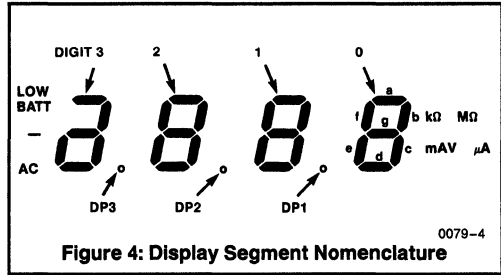 DIGIT 3 2 1 0
a
LOW
BATT
f g b kΩ MΩ
—
e d c mAV μA
AC
DP3 DP2 DP1
0079–4
Figure 4: Display Segment Nomenclature